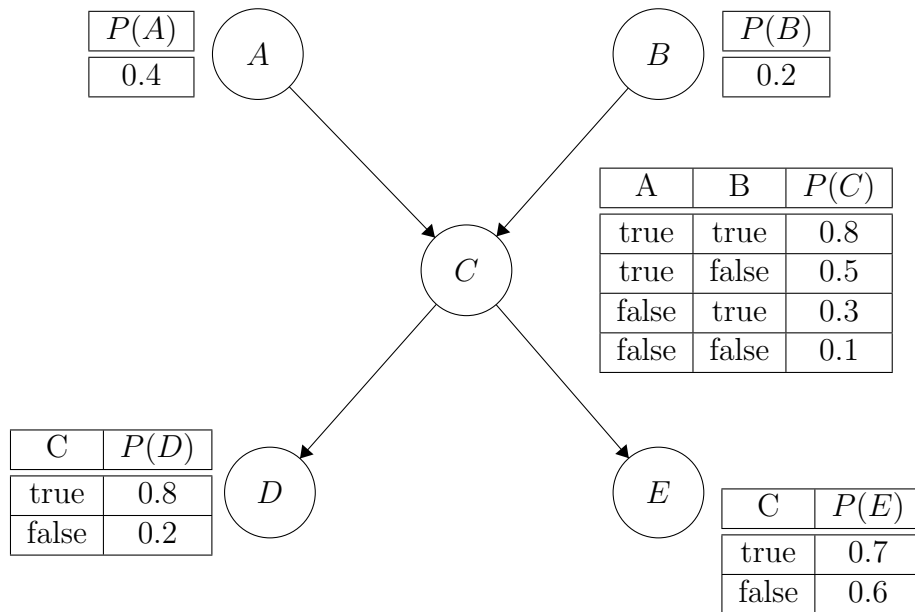 P(A)
0.4
A
B
P(B)
0.2
A B P(C)
true true 0.8
true false 0.5
false true 0.3
false false 0.1
C
C P(D)
true 0.8
false 0.2
D
E
C P(E)
true 0.7
false 0.6